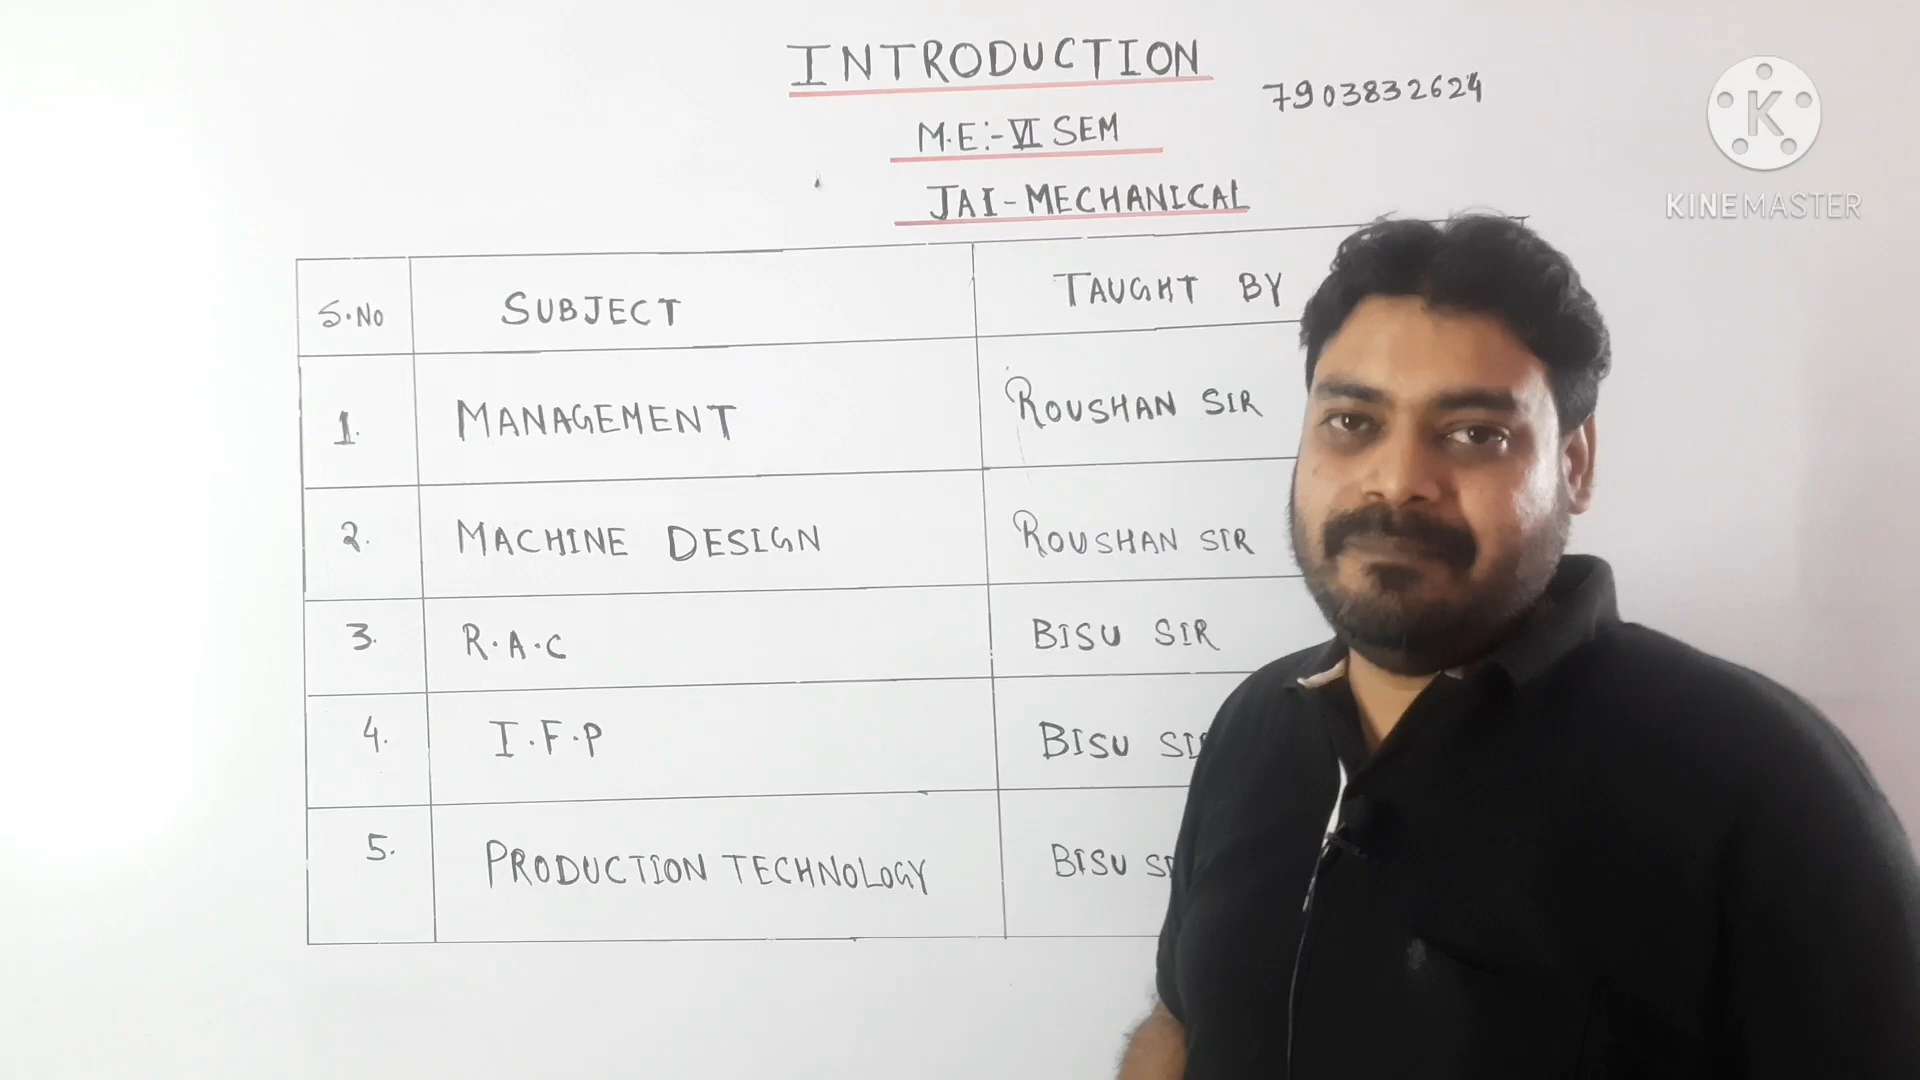 INTRODUCTION
7903832624
M.E:-VI SEM
JAI-MECHANICAL
KINEMASTER
S.NO SUBJECT TAUGHT BY
1. MANAGEMENT ROUSHAN SIR
2. MACHINE DESIGN ROUSHAN SIR
3. R.A.C BISU SIR
4. I.F.P BISU
5. PRODUCTION TECHNOLOGY BISU